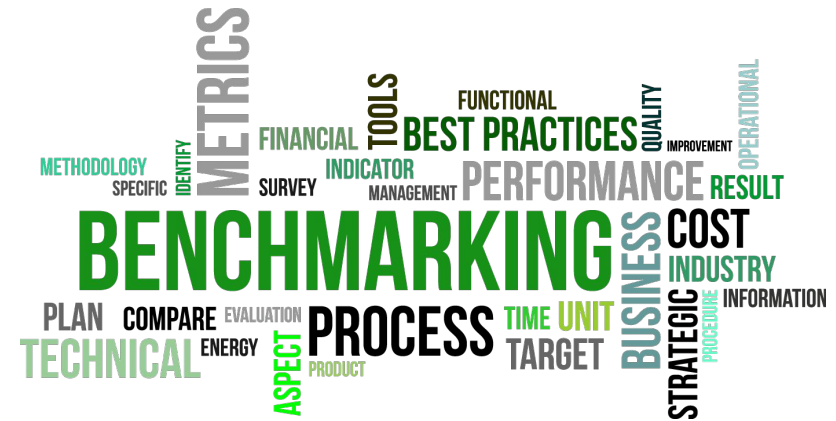 METRICS
TOOLS
FUNCTIONAL
QUALITY
OPERATIONAL
FINANCIAL
BEST PRACTICES
IMPROVEMENT
METHODOLOGY
IDENTIFY
INDICATOR
SPECIFIC
SURVEY
MANAGEMENT
PERFORMANCE
RESULT
BENCHMARKING
BUSINESS
COST
INDUSTRY
PLAN
COMPARE
EVALUATION
PROCESS
TIME
UNIT
STRATEGIC
PROCEDURE
INFORMATION
TECHNICAL
ENERGY
ASPECT
PRODUCT
TARGET